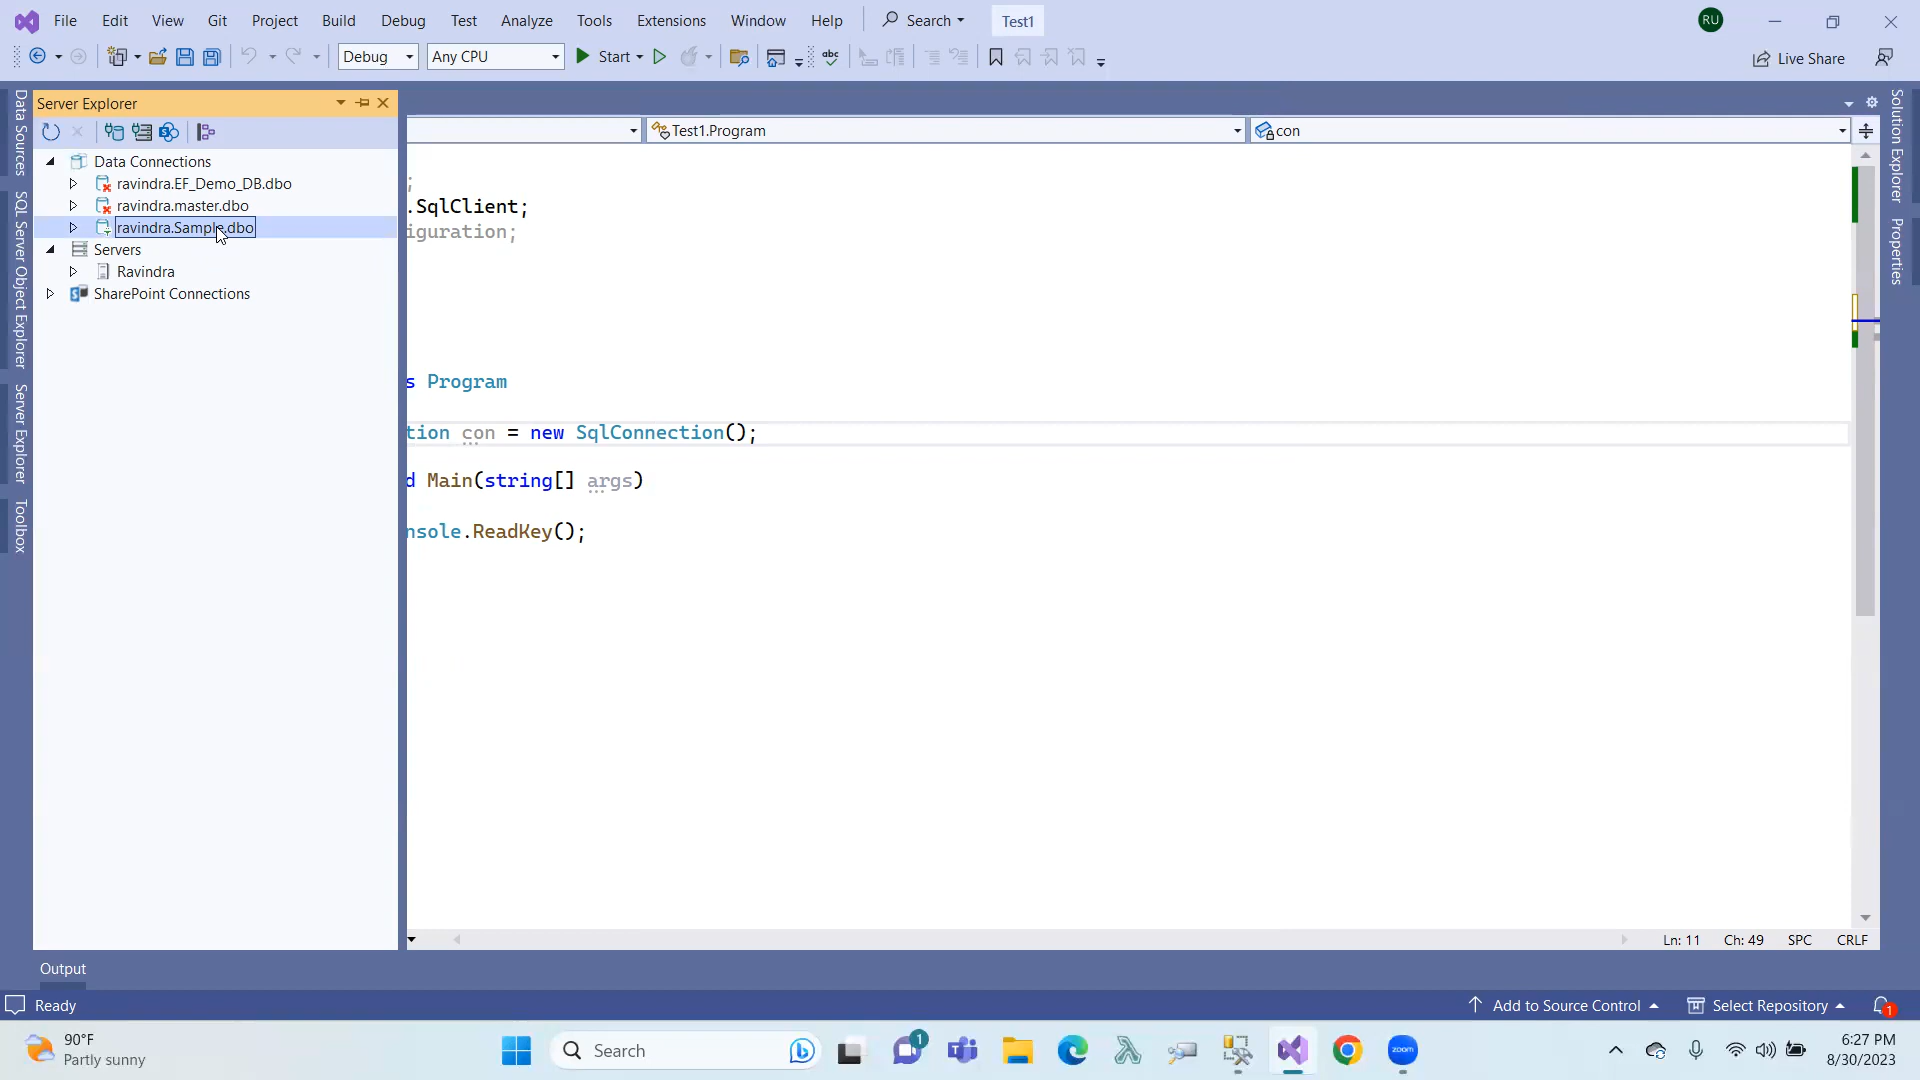 File Edit View Git Project Build Debug Test Analyze Tools Extensions Window Help Search Test1 RU
Debug Any CPU Start abc Live Share
Data Sources
SQL Server Object Explorer
Server Explorer
Toolbox
Server Explorer
Data Connections
ravindra.EF_Demo_DB.dbo
ravindra.master.dbo
ravindra.Sample.dbo
Servers
Ravindra
SharePoint Connections
Test1.Program con
;
.SqlClient;
iguration;
s Program
tion con = new SqlConnection();
d Main(string[] args)
nsole.ReadKey();
Solution Explorer
Properties
Ln: 11 Ch: 49 SPC CRLF
Output
Ready Add to Source Control Select Repository 1
90°F
Partly sunny
Search 1 zoom
6:27 PM
8/30/2023